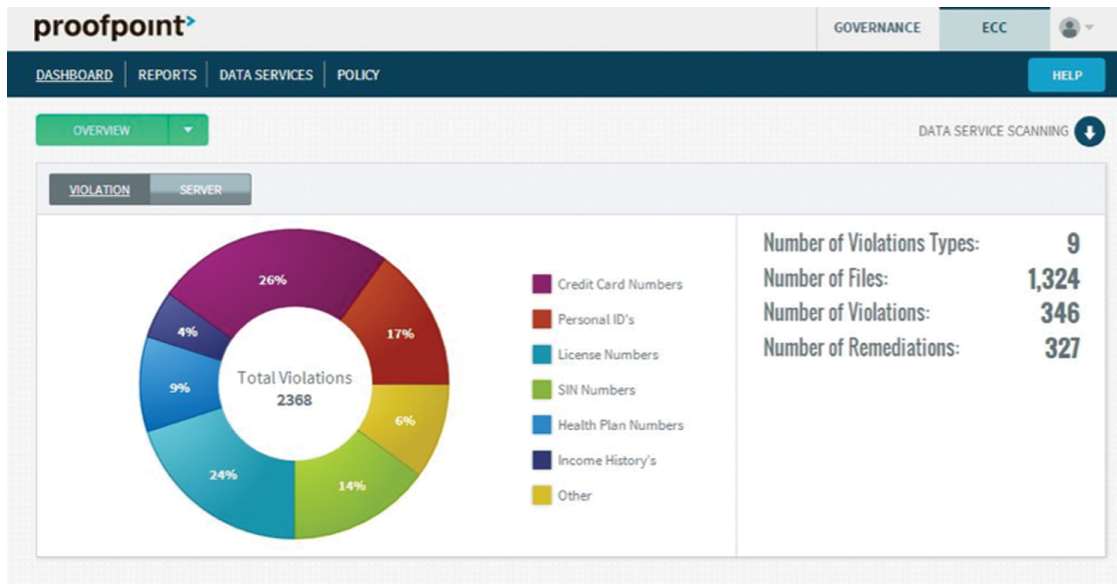 proofpoint
GOVERNANCE
ECC
DASHBOARD
REPORTS
DATA SERVICES
POLICY
HELP
OVERVIEW
DATA SERVICE SCANNING
VIOLATION
SERVER
26%
17%
6%
14%
24%
9%
4%
Total Violations
2368
Credit Card Numbers
Personal ID's
License Numbers
SIN Numbers
Health Plan Numbers
Income History's
Other
Number of Violations Types: 9
Number of Files: 1,324
Number of Violations: 346
Number of Remediations: 327